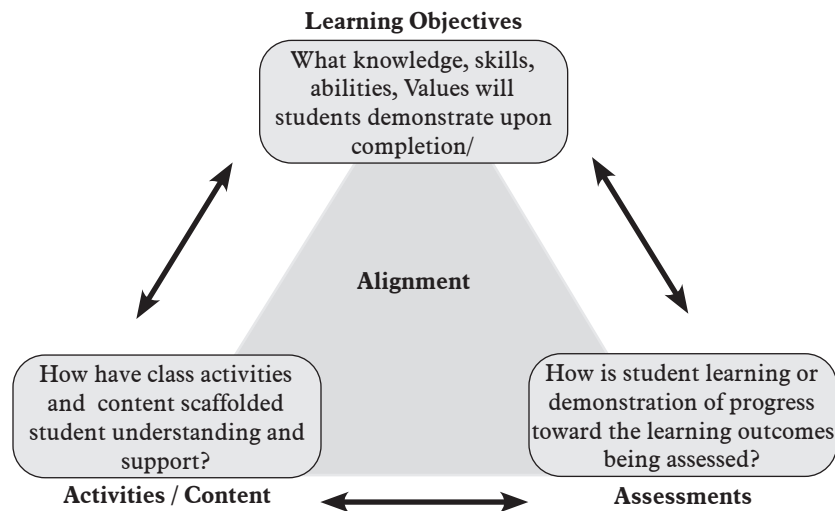 Learning Objectives
What knowledge, skills,
abilities, Values will
students demonstrate upon
completion/
Alignment
How have class activities
and content scaffolded
student understanding and
support?
Activities / Content
How is student learning or
demonstration of progress
toward the learning outcomes
being assessed?
Assessments